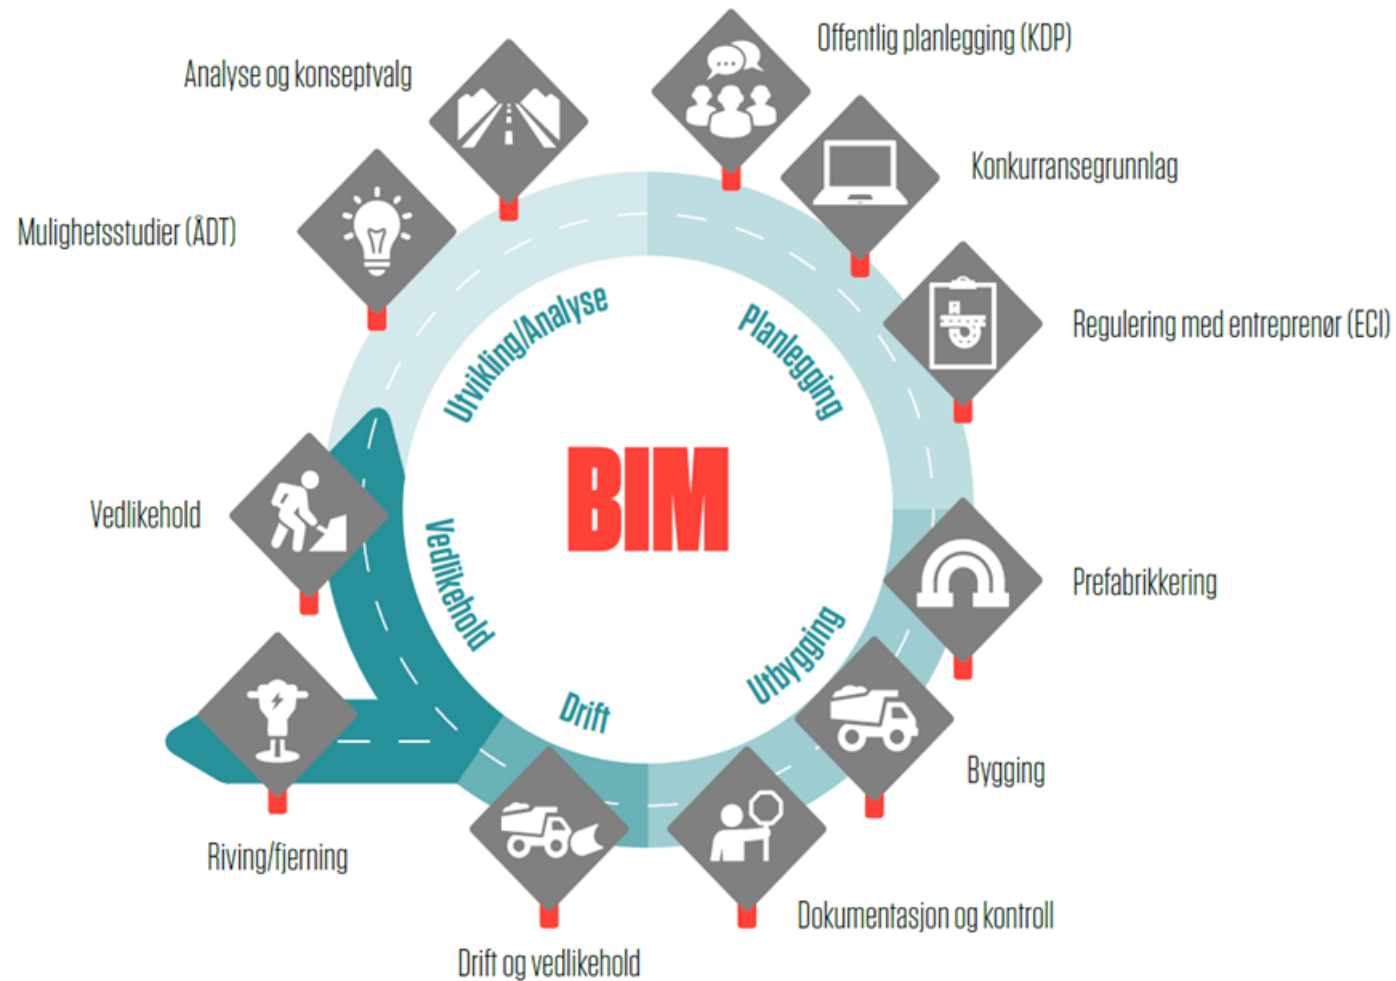 Offentlig planlegging (KDP)
Analyse og konseptvalg
Konkurransegrunnlag
Mulighetsstudier (ÅDT)
Regulering med entreprenør (ECI)
Utvikling/Analyse
Planlegging
BIM
Vedlikehold
Vedlikehold
Prefabrikkering
Utbygging
Drift
Bygging
Riving/fjerning
Dokumentasjon og kontroll
Drift og vedlikehold